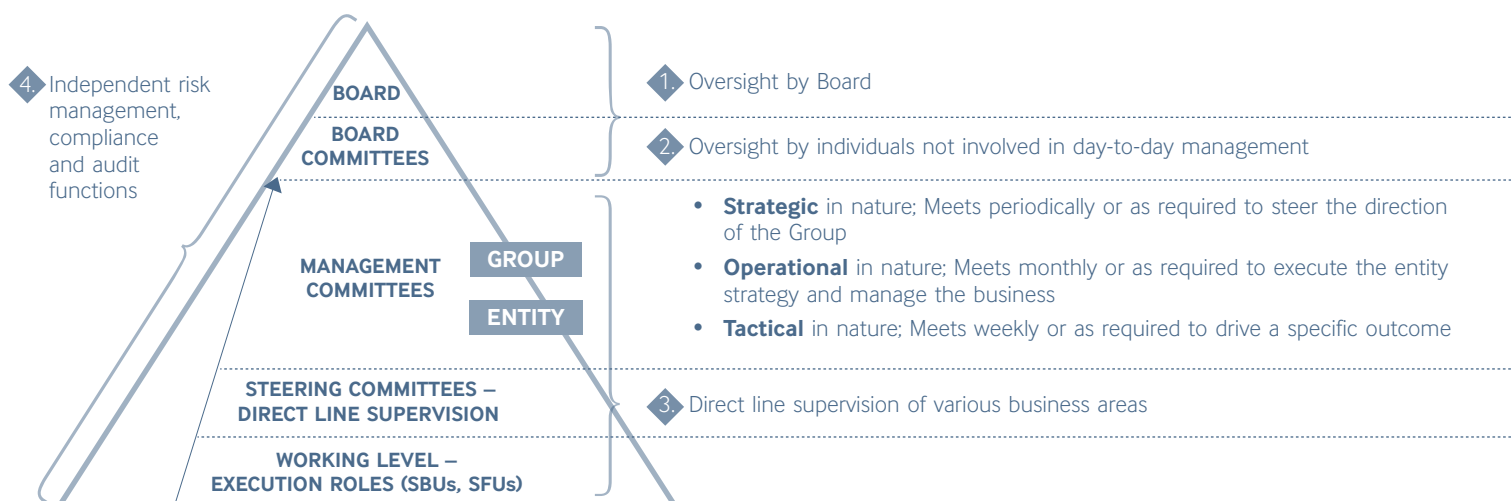 4. Independent risk
management,
compliance
and audit
functions
BOARD
1. Oversight by Board
BOARD
COMMITTEES
2. Oversight by individuals not involved in day-to-day management
MANAGEMENT
COMMITTEES
GROUP
ENTITY
• Strategic in nature; Meets periodically or as required to steer the direction
of the Group
• Operational in nature; Meets monthly or as required to execute the entity
strategy and manage the business
• Tactical in nature; Meets weekly or as required to drive a specific outcome
STEERING COMMITTEES –
DIRECT LINE SUPERVISION
3. Direct line supervision of various business areas
WORKING LEVEL –
EXECUTION ROLES (SBUs, SFUs)